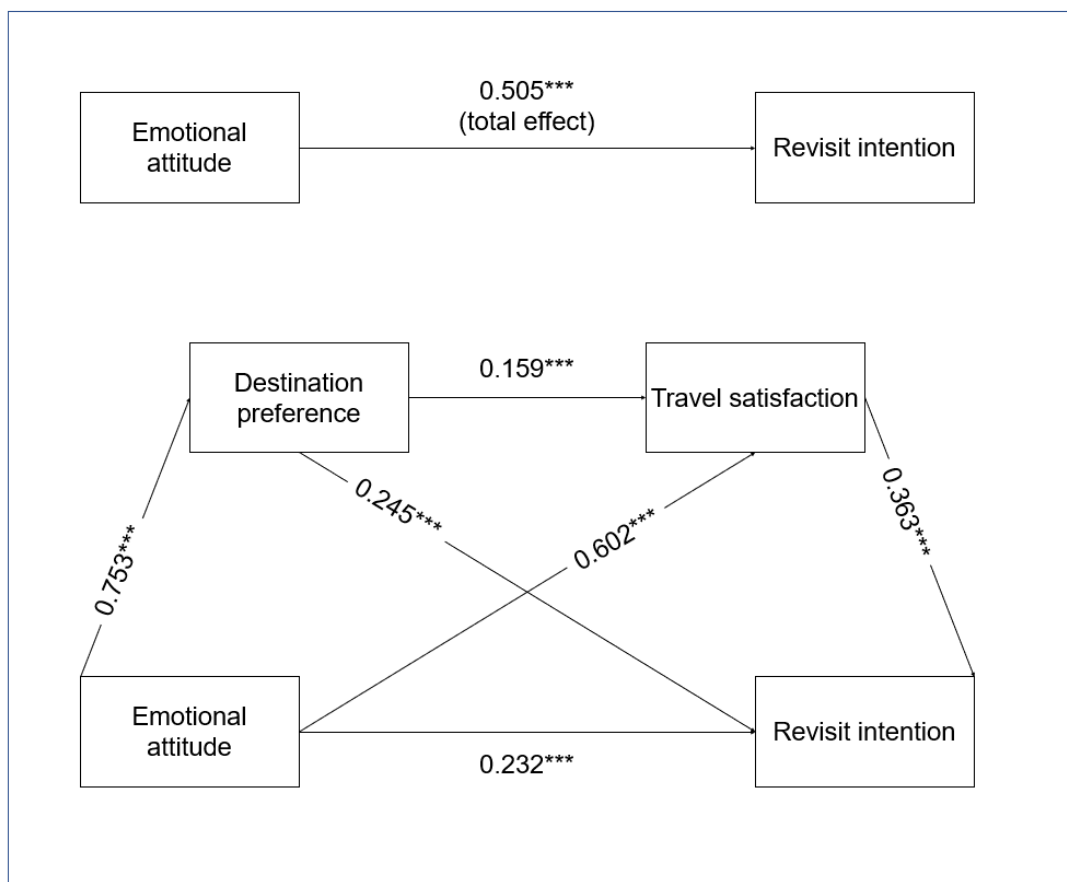 0.505***
(total effect)
Emotional
attitude
Revisit intention
Destination
preference
0.159***
Travel satisfaction
0.753***
0.245***
0.602***
0.363***
Emotional
attitude
0.232***
Revisit intention